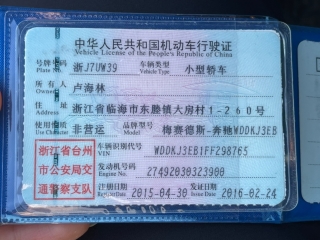 中华人民共和国机动车行驶证
Vehicle License of the People's Republic of China
号牌号码 浙J7UW39 车辆类型 小型轿车
Plate No. Vehicle Type
所有人 卢海林
Owner
住址 浙江省临海市东塍镇大房村1-260号
Address
使用性质 非营运 品牌型号 梅赛德斯-奔驰WDDKJ3EB
Use Character Model
浙江省台州市公安局交通警察支队
车辆识别代号 WDDKJ3EB1FF298765
VIN
发动机号码 27492030323900
Engine No.
注册日期 2015-04-30 发证日期 2016-02-24
Register Date Issue Date